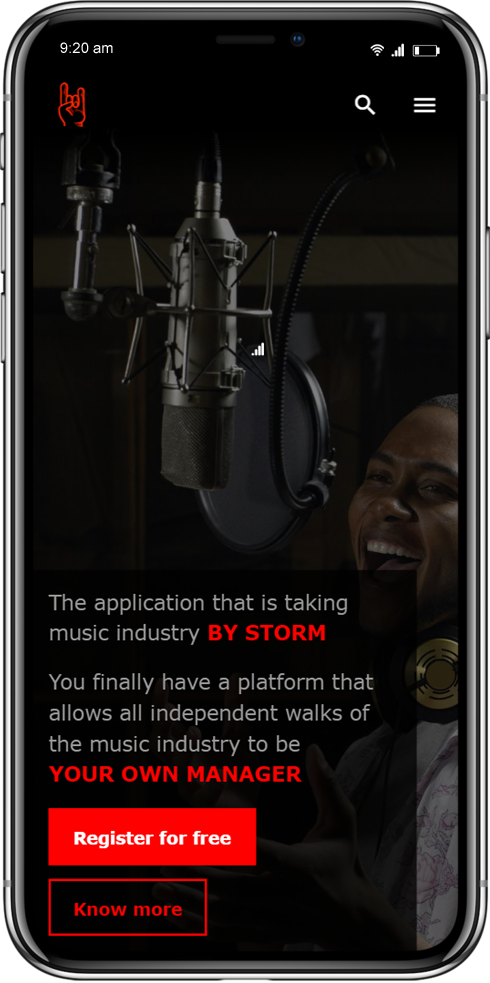 9:20 am
The application that is taking
music industry BY STORM
You finally have a platform that
allows all independent walks of
the music industry to be
YOUR OWN MANAGER
Register for free
Know more